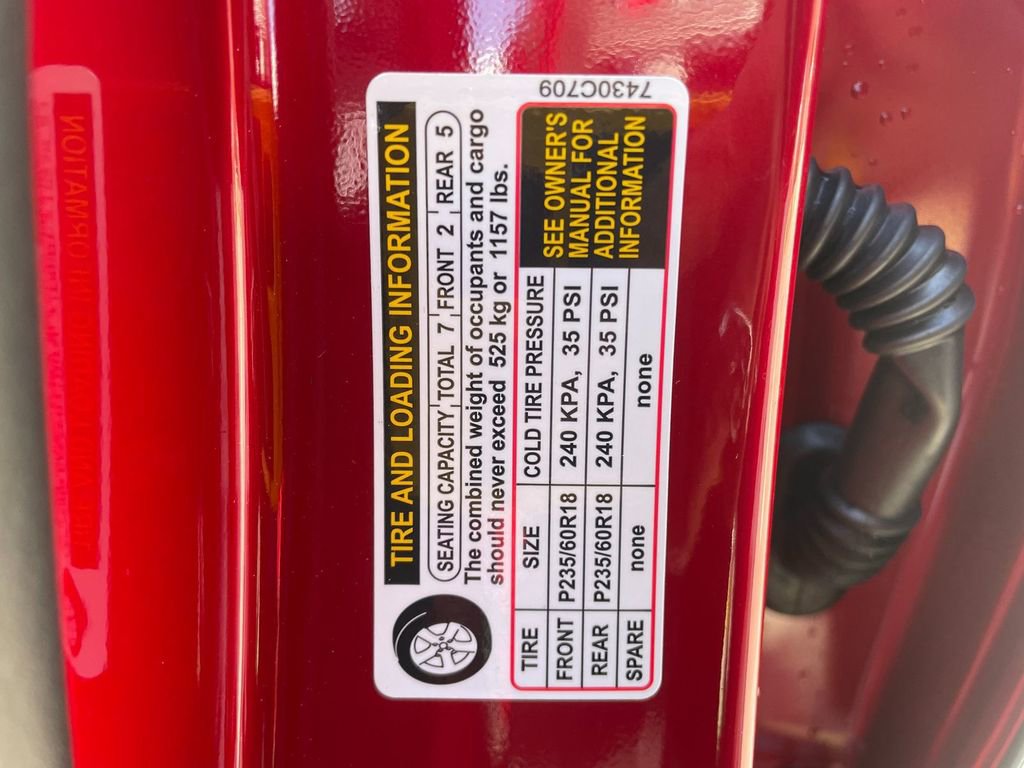 TIRE AND LOADING INFORMATION
SEATING CAPACITY TOTAL 7 FRONT 2 REAR 5
The combined weight of occupants and cargo
should never exceed 525 kg or 1157 lbs.
TIRE SIZE COLD TIRE PRESSURE
FRONT P235/60R18 240 KPA, 35 PSI
REAR P235/60R18 240 KPA, 35 PSI
SPARE none none
SEE OWNER'S
MANUAL FOR
ADDITIONAL
INFORMATION
7430C709